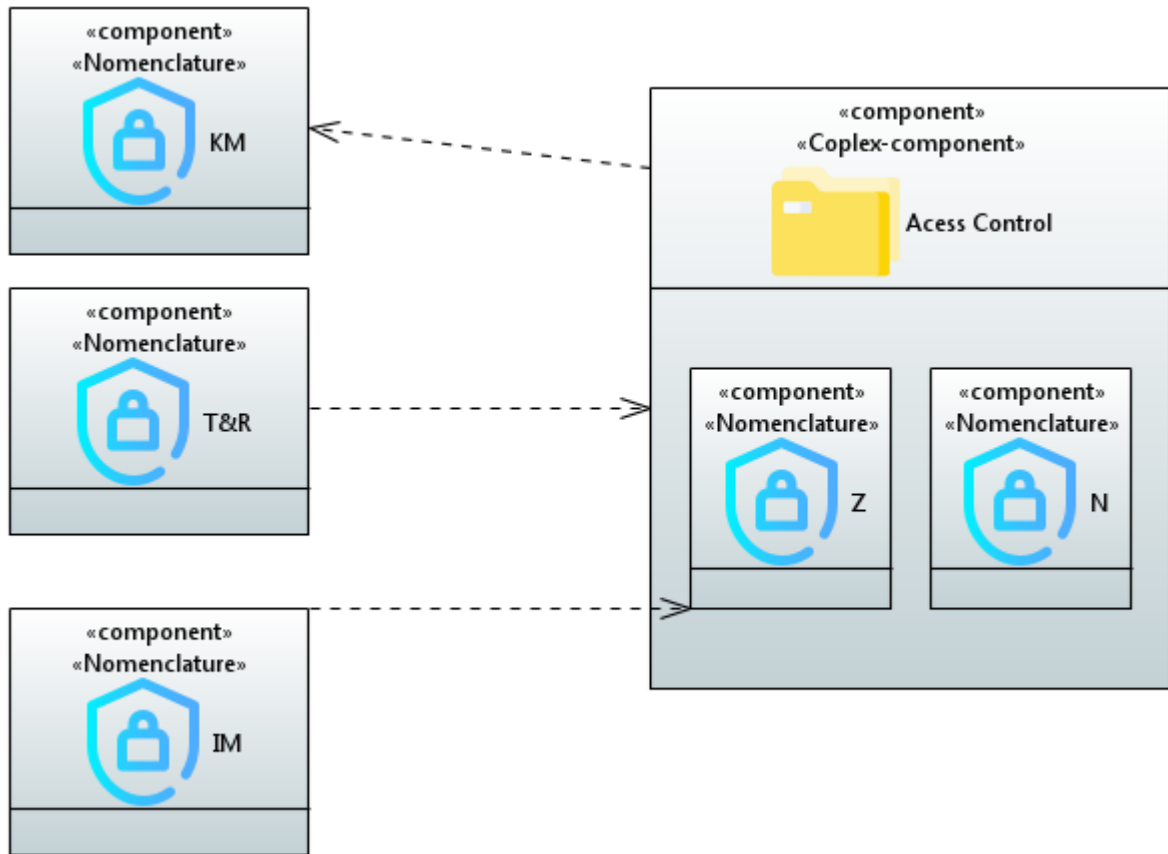 «component»
«Nomenclature»
KM
«component»
«Nomenclature»
T&R
«component»
«Nomenclature»
IM
«component»
«Coplex-component»
Acess Control
«component»
«Nomenclature»
Z
«component»
«Nomenclature»
N